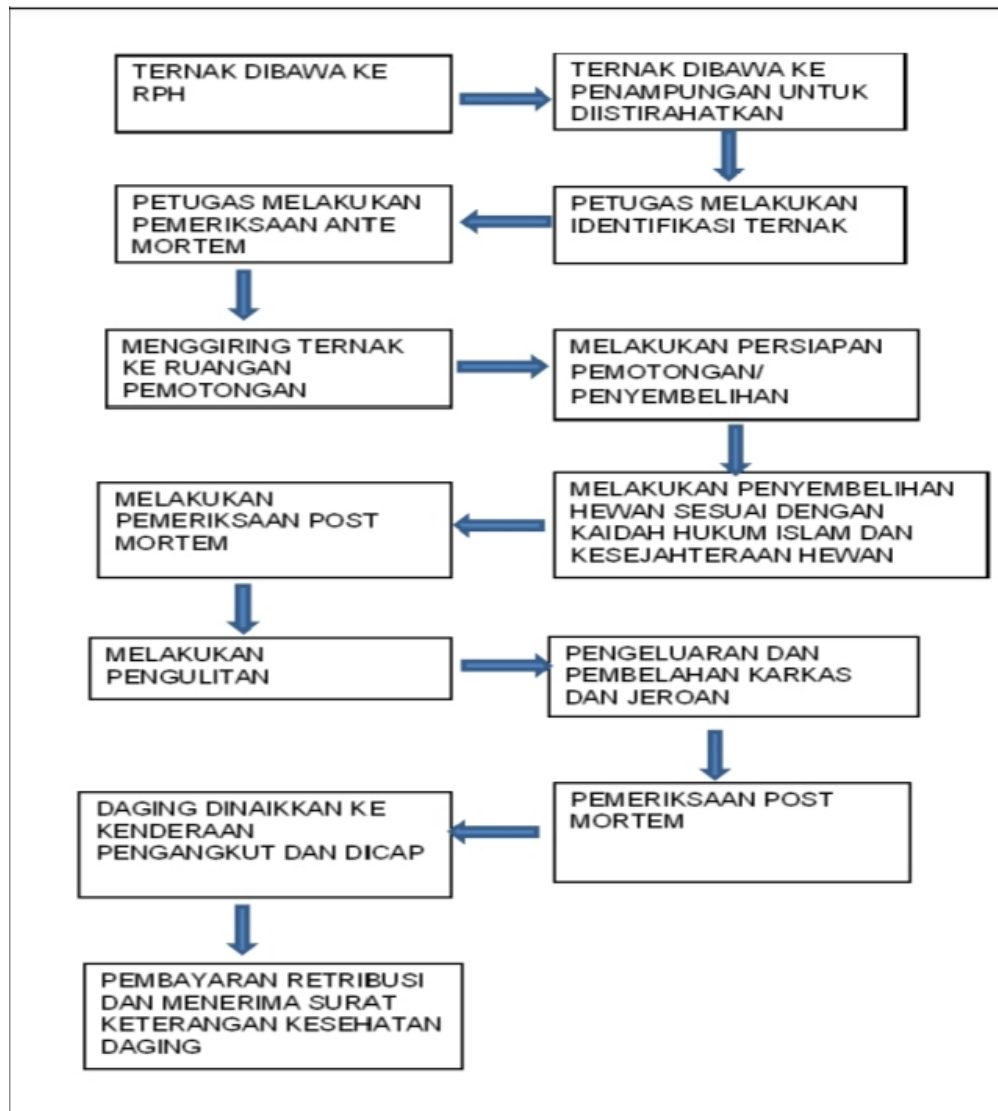 TERNAK DIBAWA KE
RPH
TERNAK DIBAWA KE
PENAMPUNGAN UNTUK
DIISTIRAHATKAN
PETUGAS MELAKUKAN
IDENTIFIKASI TERNAK
PETUGAS MELAKUKAN
PEMERIKSAAN ANTE
MORTEM
MENGGIRING TERNAK
KE RUANGAN
PEMOTONGAN
MELAKUKAN PERSIAPAN
PEMOTONGAN/
PENYEMBELIHAN
MELAKUKAN PENYEMBELIHAN
HEWAN SESUAI DENGAN
KAIDAH HUKUM ISLAM DAN
KESEJAHTERAAN HEWAN
MELAKUKAN
PEMERIKSAAN POST
MORTEM
MELAKUKAN
PENGULITAN
PENGELUARAN DAN
PEMBELAHAN KARKAS
DAN JEROAN
PEMERIKSAAN POST
MORTEM
DAGING DINAIKKAN KE
KENDERAAN
PENGANGKUT DAN DICAP
PEMBAYARAN RETRIBUSI
DAN MENERIMA SURAT
KETERANGAN KESEHATAN
DAGING